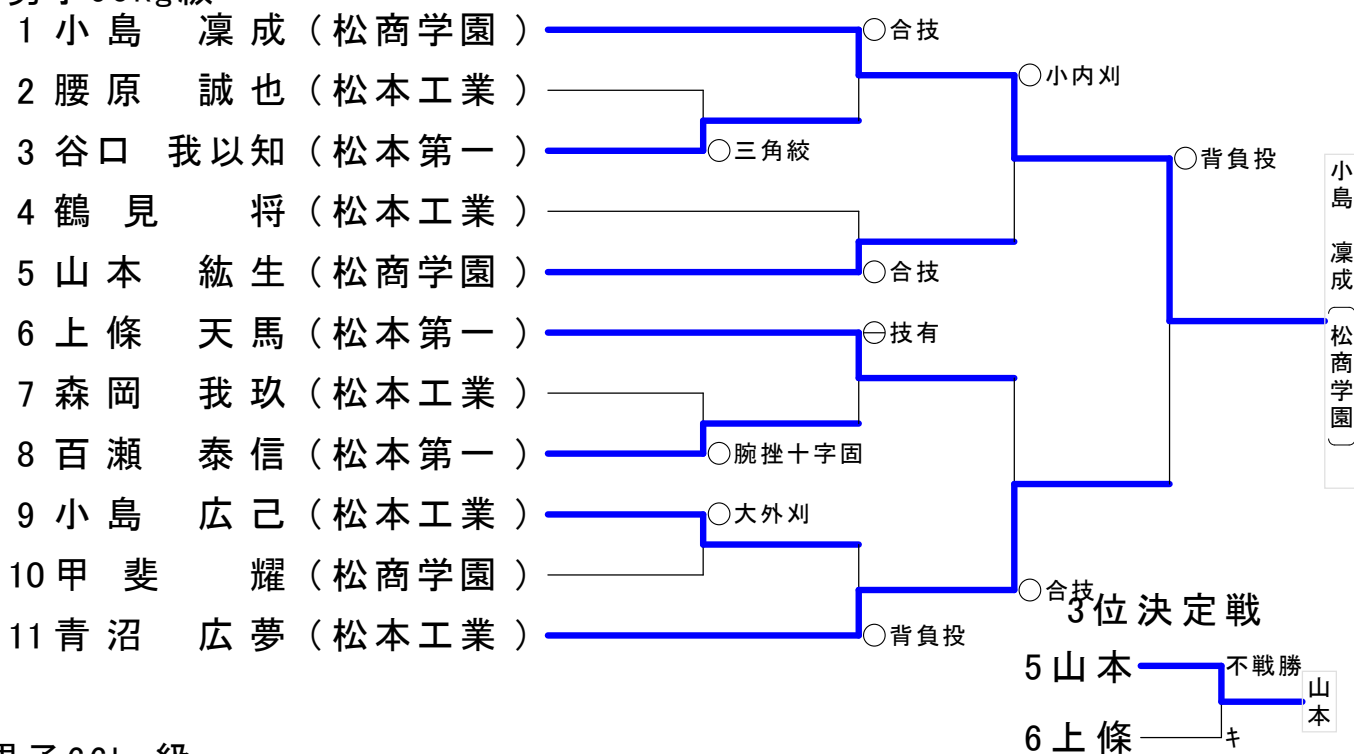 1 小島 凜成(松商学園)
○合技
2 腰原 誠也(松本工業)
○小内刈
3 谷口 我以知(松本第一)
○三角絞
○背負投
4 鶴見 将(松本工業)
5 山本 紘生(松商学園)
○合技
小島 凜成(松商学園)
6 上條 天馬(松本第一)
㊀技有
7 森岡 我玖(松本工業)
8 百瀬 泰信(松本第一)
○腕挫十字固
9 小島 広己(松本工業)
○大外刈
10 甲斐 耀(松商学園)
○合技
11 青沼 広夢(松本工業)
○背負投
3位決定戦
5 山本
不戦勝
山本
6 上條
キ